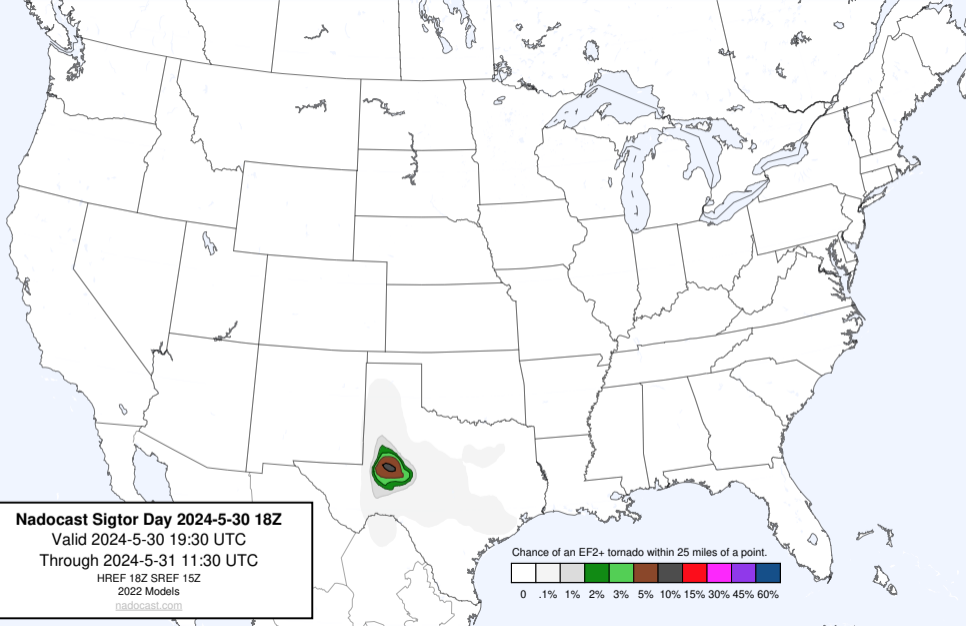 Nadocast Sigtor Day 2024-5-30 18Z
Valid 2024-5-30 19:30 UTC
Through 2024-5-31 11:30 UTC
HREF 18Z SREF 15Z
2022 Models
nadocast.com
Chance of an EF2+ tornado within 25 miles of a point.
0 .1% 1% 2% 3% 5% 10% 15% 30% 45% 60%